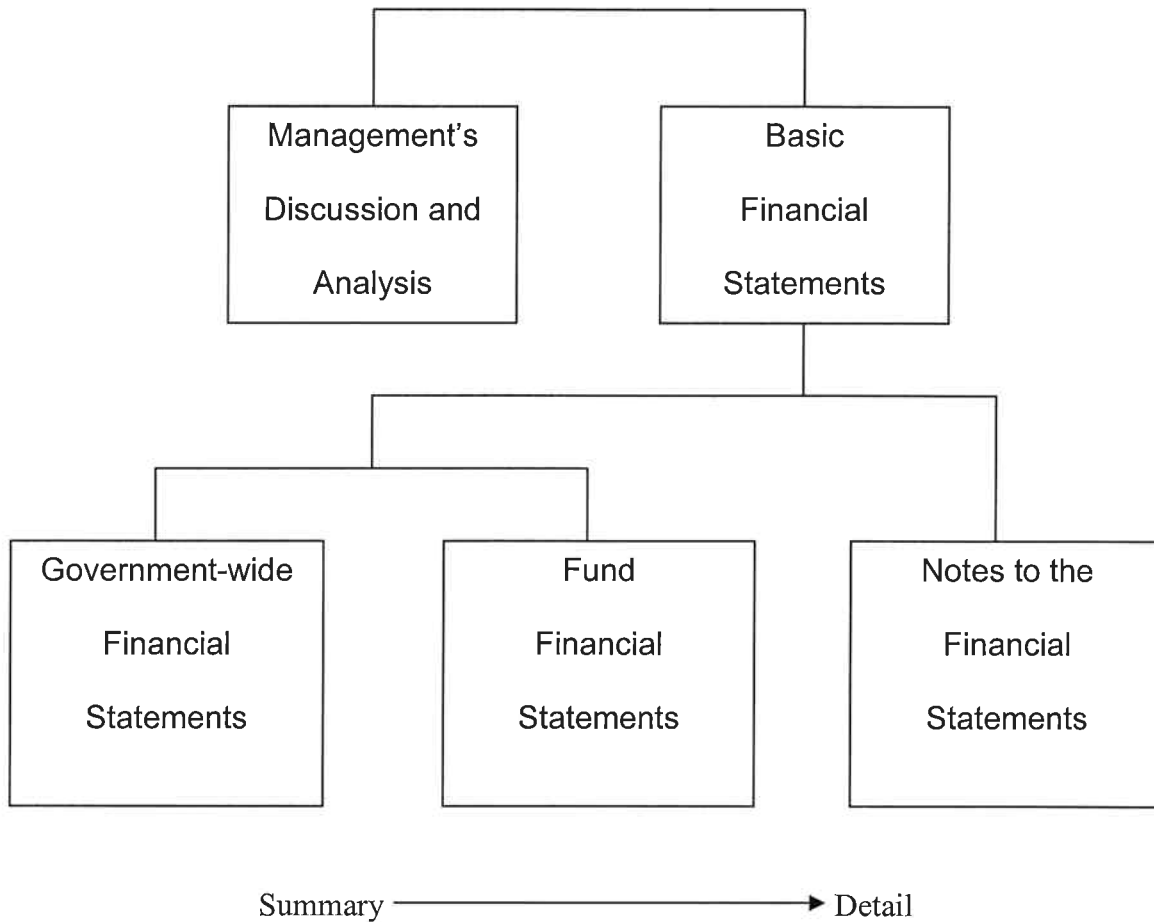 Management's
Discussion and
Analysis
Basic
Financial
Statements
Government-wide
Financial
Statements
Fund
Financial
Statements
Notes to the
Financial
Statements
Summary
Detail